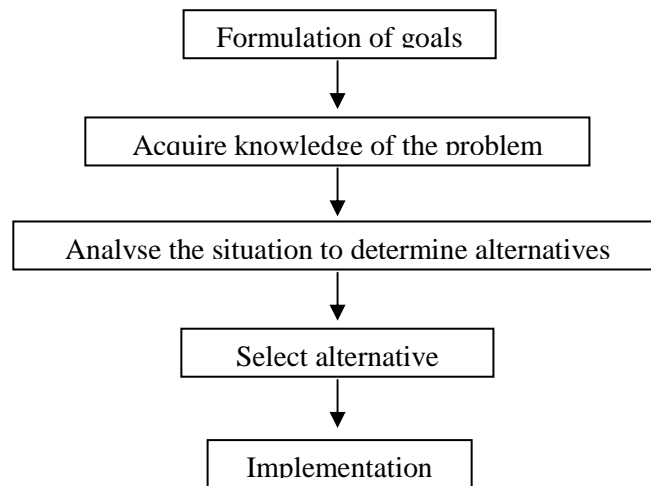 Formulation of goals
Acquire knowledge of the problem
Analyse the situation to determine alternatives
Select alternative
Implementation